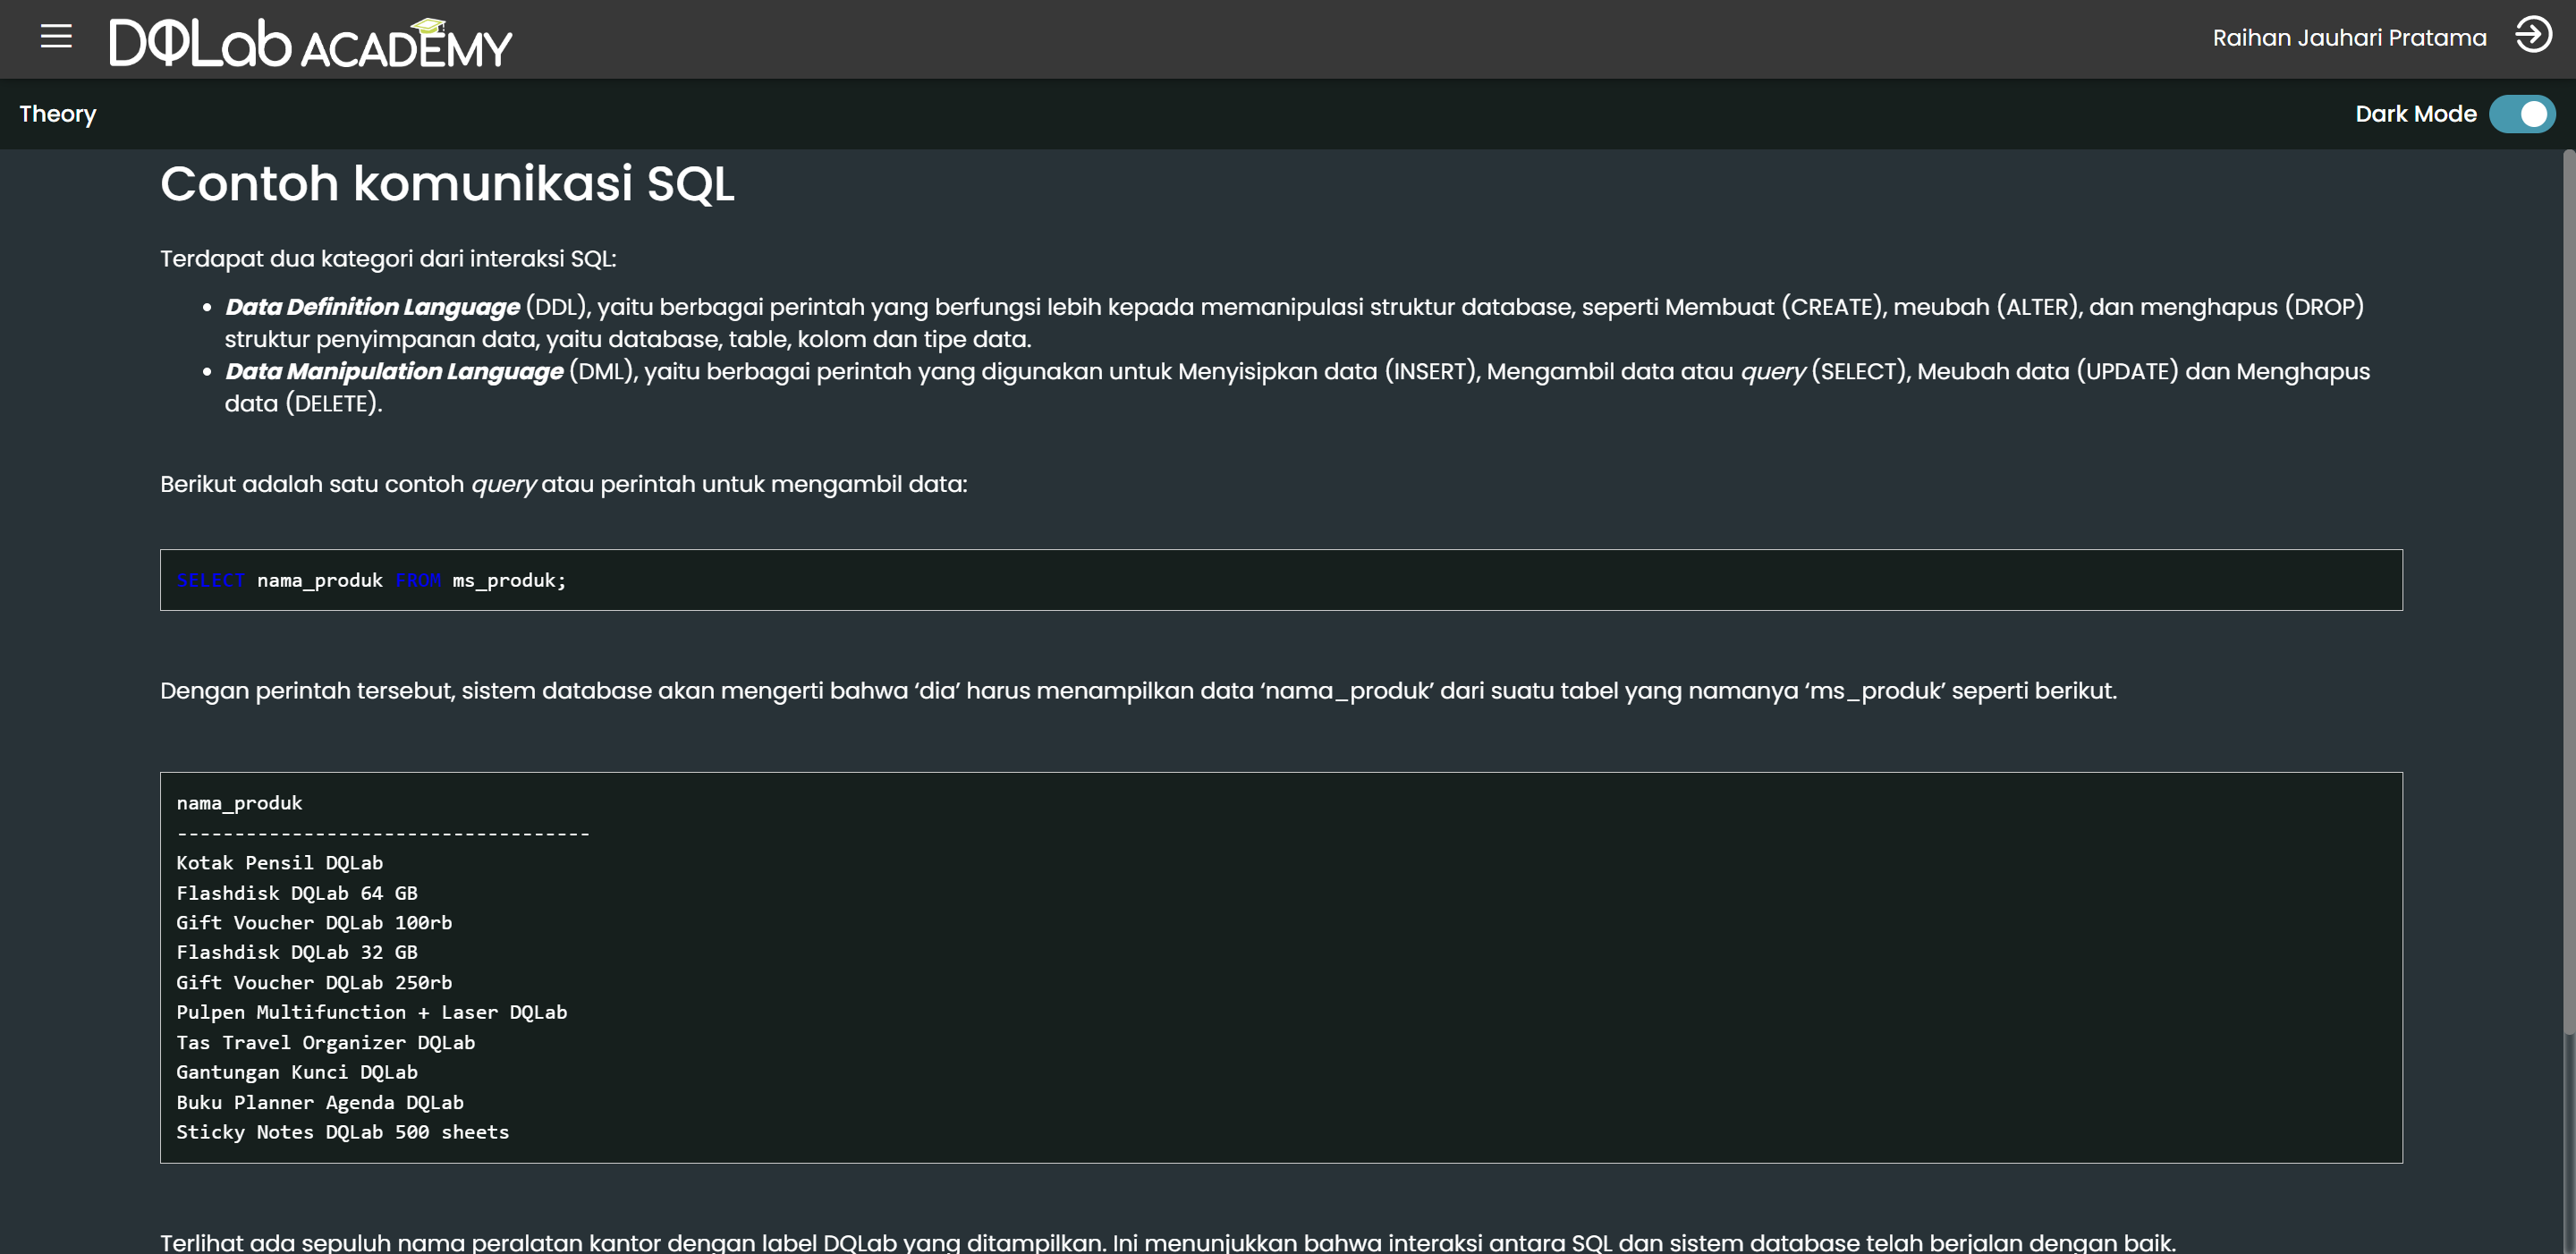 DQLab ACADEMY
Raihan Jauhari Pratama
Theory
Dark Mode
Contoh komunikasi SQL
Terdapat dua kategori dari interaksi SQL:
• Data Definition Language (DDL), yaitu berbagai perintah yang berfungsi lebih kepada memanipulasi struktur database, seperti Membuat (CREATE), meubah (ALTER), dan menghapus (DROP)
struktur penyimpanan data, yaitu database, table, kolom dan tipe data.
• Data Manipulation Language (DML), yaitu berbagai perintah yang digunakan untuk Menyisipkan data (INSERT), Mengambil data atau query (SELECT), Meubah data (UPDATE) dan Menghapus
data (DELETE).
Berikut adalah satu contoh query atau perintah untuk mengambil data:
SELECT nama_produk FROM ms_produk;
Dengan perintah tersebut, sistem database akan mengerti bahwa ‘dia’ harus menampilkan data ‘nama_produk’ dari suatu tabel yang namanya ‘ms_produk’ seperti berikut.
nama_produk
------------------------------------
Kotak Pensil DQLab
Flashdisk DQLab 64 GB
Gift Voucher DQLab 100rb
Flashdisk DQLab 32 GB
Gift Voucher DQLab 250rb
Pulpen Multifunction + Laser DQLab
Tas Travel Organizer DQLab
Gantungan Kunci DQLab
Buku Planner Agenda DQLab
Sticky Notes DQLab 500 sheets
Terlihat ada sepuluh nama peralatan kantor dengan label DQLab yang ditampilkan. Ini menunjukkan bahwa interaksi antara SQL dan sistem database telah berjalan dengan baik.